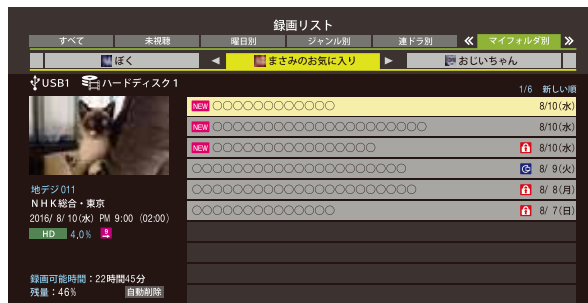 録画リスト
すべて 未視聴 曜日別 ジャンル別 連ドラ別 マイフォルダ別
ぼく まさみのお気に入り おじいちゃん
USB1 ハードディスク1
1/6 新しい順
NEW 〇〇〇〇〇〇〇〇〇〇〇〇 8/10(水)
NEW 〇〇〇〇〇〇〇〇〇〇〇〇〇〇〇〇〇〇〇〇〇 8/10(水)
NEW 〇〇〇〇〇〇〇〇〇〇〇〇〇〇〇〇 8/10(水)
〇〇〇〇〇〇〇〇〇〇〇〇〇〇〇〇〇〇〇〇〇 8/ 9(火)
〇〇〇〇〇〇〇〇〇〇〇〇〇〇〇〇〇〇〇〇〇〇 8/ 8(月)
〇〇〇〇〇〇〇〇〇〇〇〇〇〇 8/ 7(日)
地デジ011
NHK総合・東京
2016/ 8/10(水) PM 9:00 (02:00)
HD 4.0% 9
録画可能時間：22時間45分
残量：46% 自動削除